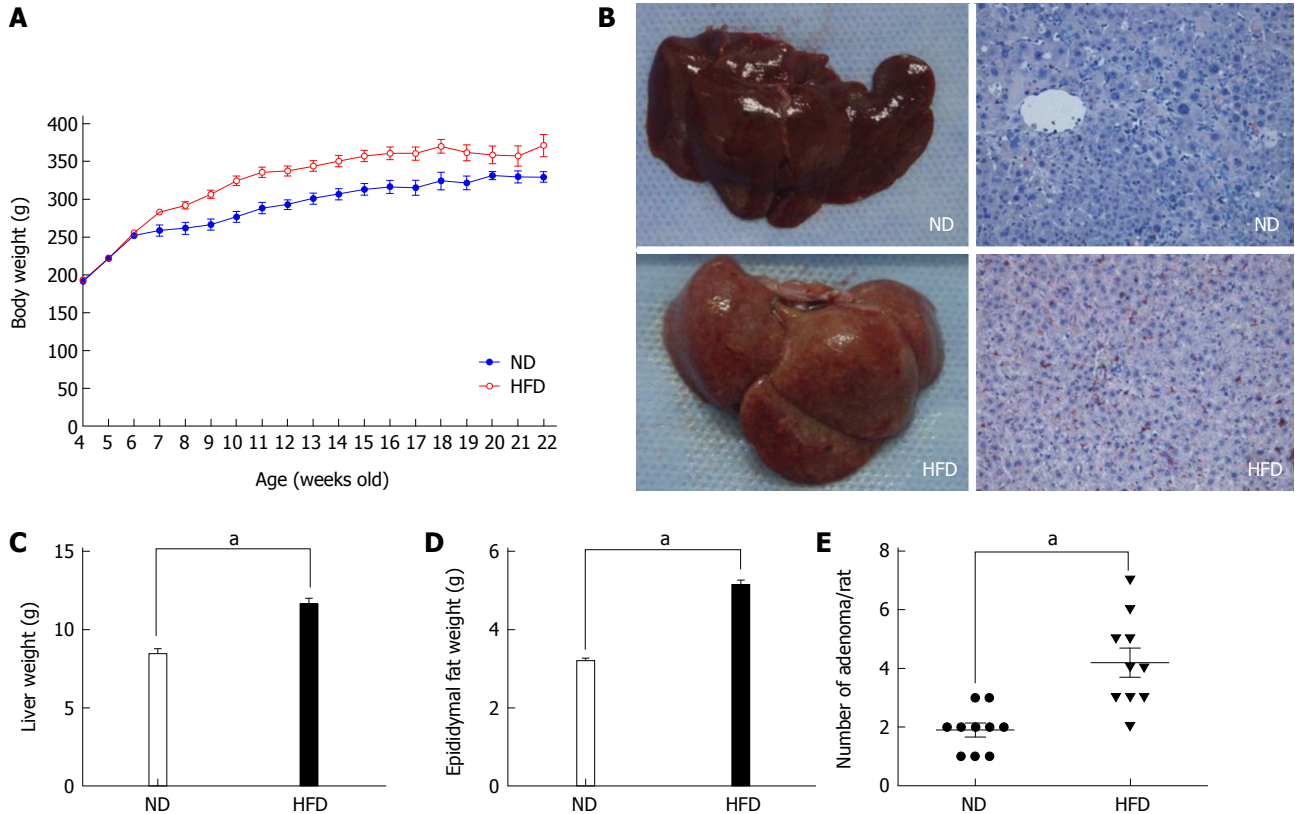 A
400
350
300
250
200
350
100
50
0
Body weight (g)
4 5 6 7 8 9 10 11 12 13 14 15 16 17 18 19 20 21 22
Age (weeks old)
ND
HFD
B
ND
ND
HFD
HFD
C
15
10
5
0
Liver weight (g)
a
ND HFD
D
6
4
2
0
Epididymal fat weight (g)
a
ND HFD
E
8
6
4
2
0
Number of adenoma/rat
a
ND HFD